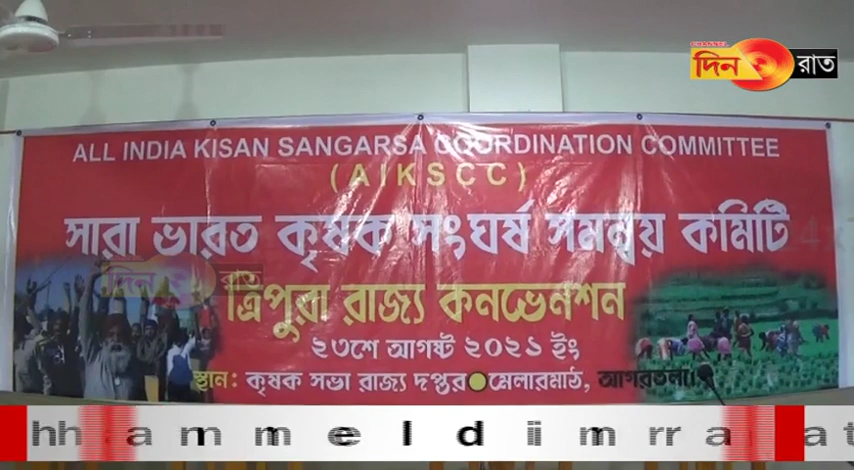 CHANNEL
দিন রাত
ALL INDIA KISAN SANGARSA COORDINATION COMMITTEE
(AIKSCC)
সারা ভারত কৃষক সংঘর্ষ সমন্বয় কমিটি
দিন রাত
ত্রিপুরা রাজ্য কনভেনশন
২৩শে আগষ্ট ২০২১ ইং
স্থান: কৃষক সভা রাজ্য দপ্তর মেলারমাঠ, আগরতলা।